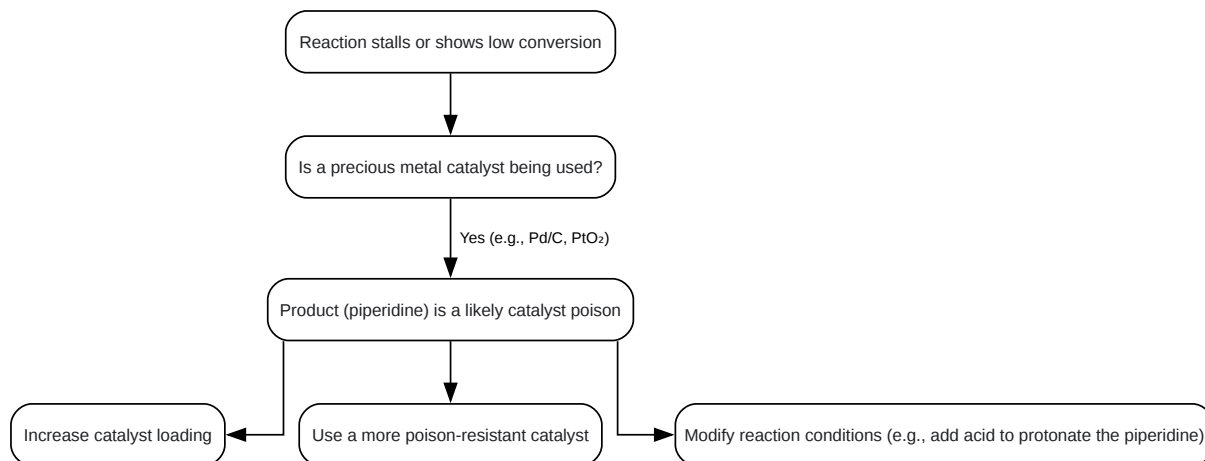 Reaction stalls or shows low conversion
Is a precious metal catalyst being used?
Yes (e.g., Pd/C, PtO₂)
Product (piperidine) is a likely catalyst poison
Increase catalyst loading
Use a more poison-resistant catalyst
Modify reaction conditions (e.g., add acid to protonate the piperidine)